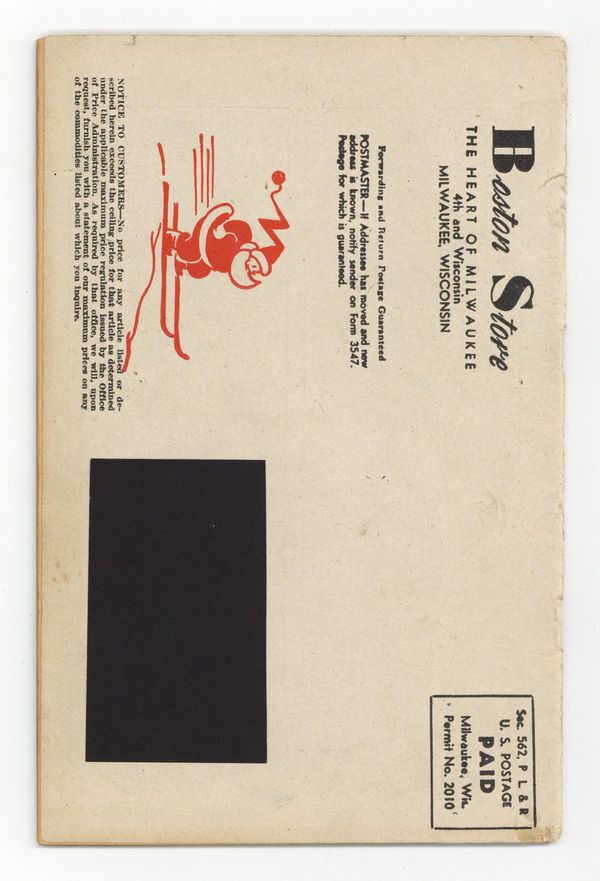 Boston Store
THE HEART OF MILWAUKEE
4th and Wisconsin
MILWAUKEE, WISCONSIN
Sec. 562, P L & R
U. S. POSTAGE
PAID
Milwaukee, Wis.
Permit No. 2010
Forwarding and Return Postage Guaranteed
POSTMASTER—If Addressee has moved and new
address is known, notify sender on Form 3547.
Postage for which is guaranteed.
NOTICE TO CUSTOMERS—No price for any article listed or de-
scribed herein exceeds the ceiling price for that article as determined
under the applicable maximum price regulation issued by the Office
of Price Administration. As required by that office, we will, upon
request, furnish you with a statement of our maximum prices on any
of the commodities listed about which you inquire.